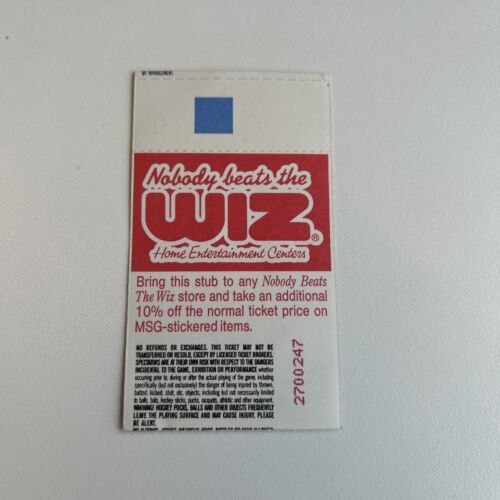 BY MANAGEMENT.
Nobody beats the
WIZ®
Home Entertainment Centers
Bring this stub to any Nobody Beats
The Wiz store and take an additional
10% off the normal ticket price on
MSG-stickered items.
NO REFUNDS OR EXCHANGES. THIS TICKET MAY NOT BE
TRANSFERRED OR RESOLD, EXCEPT BY LICENSED TICKET BROKERS.
SPECTATORS ARE AT THEIR OWN RISK WITH RESPECT TO THE DANGERS
INCIDENTAL TO THE GAME, EXHIBITION OR PERFORMANCE whether
occurring prior to, during or after the actual playing of the game, including
specifically (but not exclusively) the danger of being injured by thrown,
batted, kicked, shot, etc. objects, including but not necessarily limited
to balls, bats, hockey sticks, pucks, racquets, athletic and other equipment.
WARNING! HOCKEY PUCKS, BALLS AND OTHER OBJECTS FREQUENTLY
LEAVE THE PLAYING SURFACE AND MAY CAUSE INJURY. PLEASE
BE ALERT.
2700247